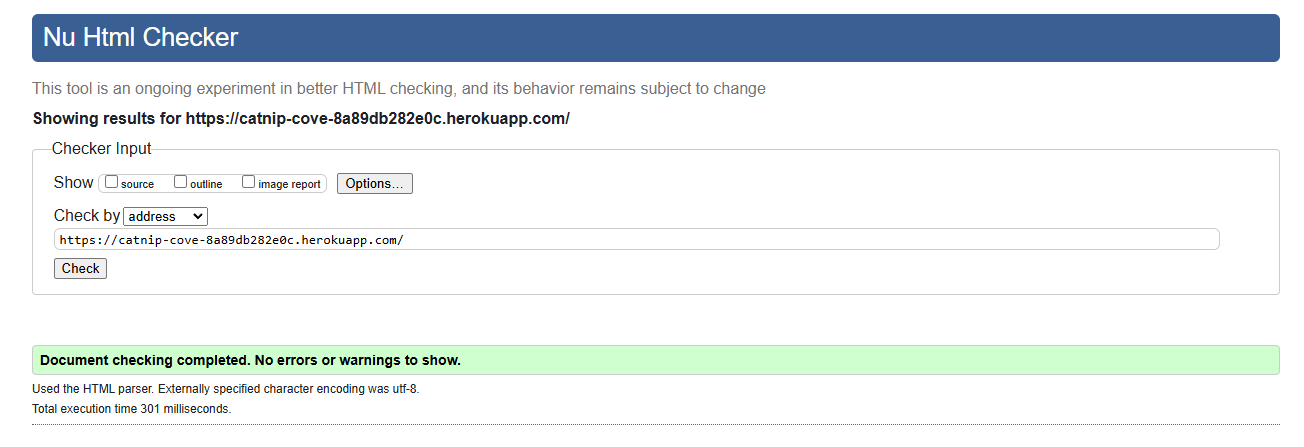 Nu Html Checker
This tool is an ongoing experiment in better HTML checking, and its behavior remains subject to change
Showing results for https://catnip-cove-8a89db282e0c.herokuapp.com/
Checker Input
Show source outline image report Options...
Check by address
https://catnip-cove-8a89db282e0c.herokuapp.com/
Check
Document checking completed. No errors or warnings to show.
Used the HTML parser. Externally specified character encoding was utf-8.
Total execution time 301 milliseconds.